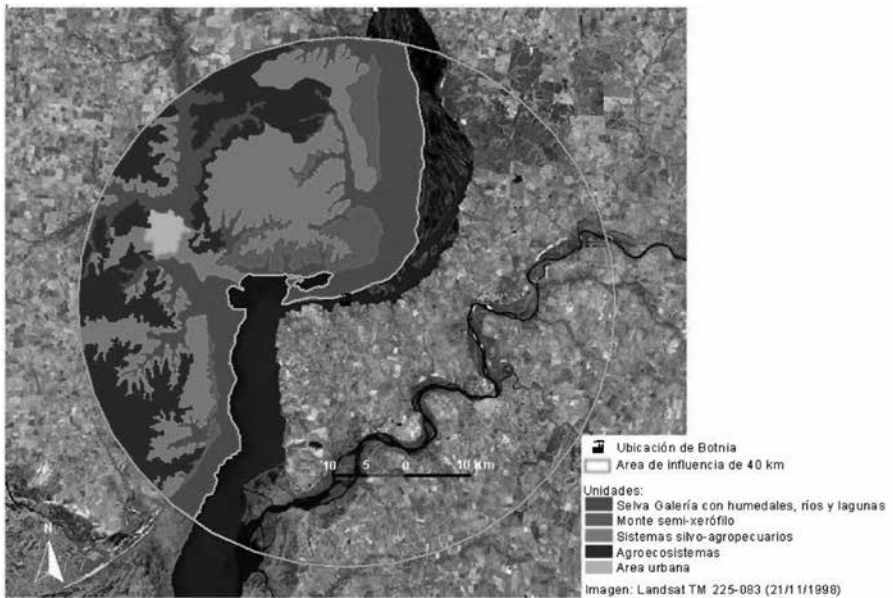 N
10 5 0 10 Km
Ubicación de Botnia
Area de influencia de 40 km
Unidades:
Selva Galería con humedales, ríos y lagunas
Monte semi-xerófilo
Sistemas silvo-agropecuarios
Agroecosistemas
Area urbana
Imagen: Landsat TM 225-083 (21/11/1998)